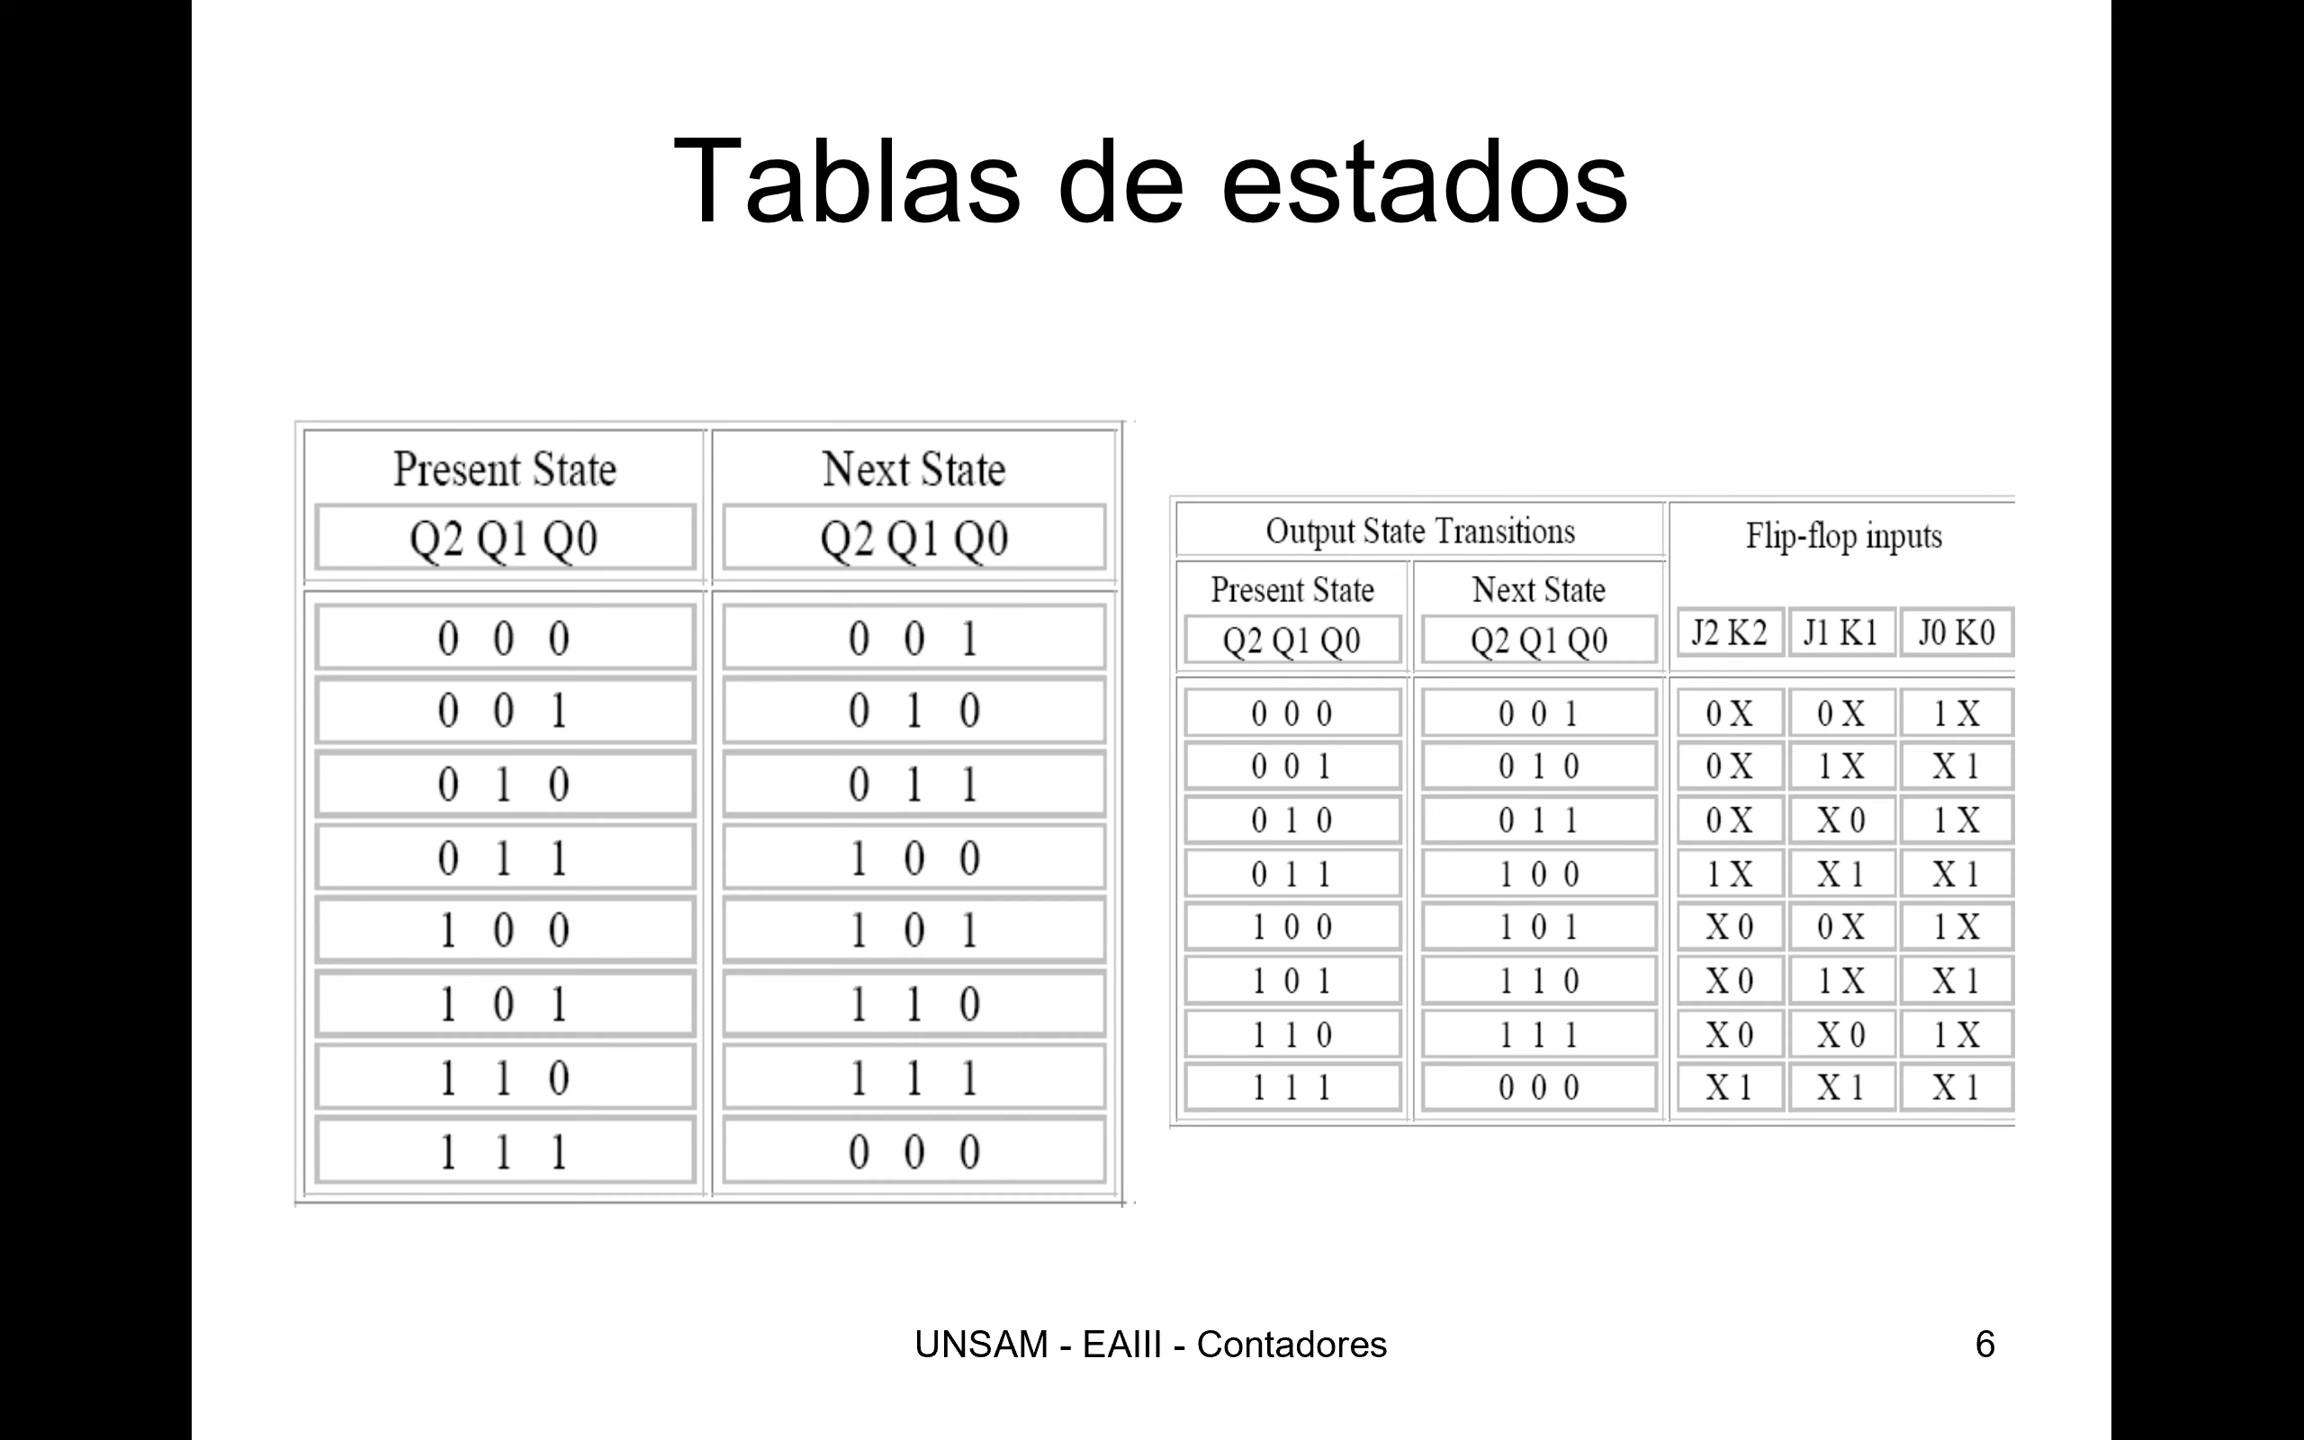 Tablas de estados
Present State Next State
Q2 Q1 Q0 Q2 Q1 Q0
0 0 0 0 0 1
0 0 1 0 1 0
0 1 0 0 1 1
0 1 1 1 0 0
1 0 0 1 0 1
1 0 1 1 1 0
1 1 0 1 1 1
1 1 1 0 0 0
Output State Transitions Flip-flop inputs
Present State Next State
Q2 Q1 Q0 Q2 Q1 Q0 J2 K2 J1 K1 J0 K0
0 0 0 0 0 1 0 X 0 X 1 X
0 0 1 0 1 0 0 X 1 X X 1
0 1 0 0 1 1 0 X X 0 1 X
0 1 1 1 0 0 1 X X 1 X 1
1 0 0 1 0 1 X 0 0 X 1 X
1 0 1 1 1 0 X 0 1 X X 1
1 1 0 1 1 1 X 0 X 0 1 X
1 1 1 0 0 0 X 1 X 1 X 1
UNSAM - EAIII - Contadores
6